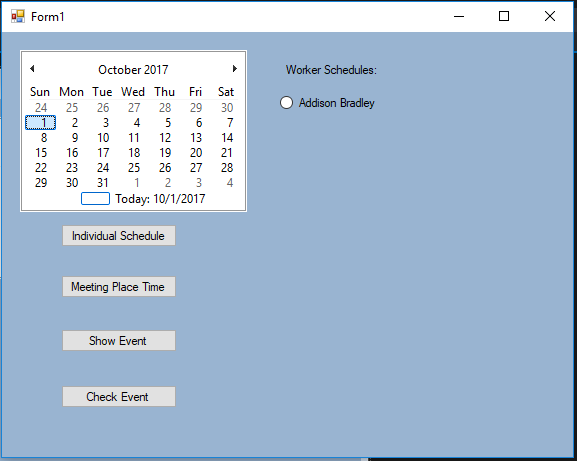 Form1
October 2017
Sun Mon Tue Wed Thu Fri Sat
24 25 26 27 28 29 30
1 2 3 4 5 6 7
8 9 10 11 12 13 14
15 16 17 18 19 20 21
22 23 24 25 26 27 28
29 30 31 1 2 3 4
Today: 10/1/2017
Worker Schedules:
Addison Bradley
Individual Schedule
Meeting Place Time
Show Event
Check Event